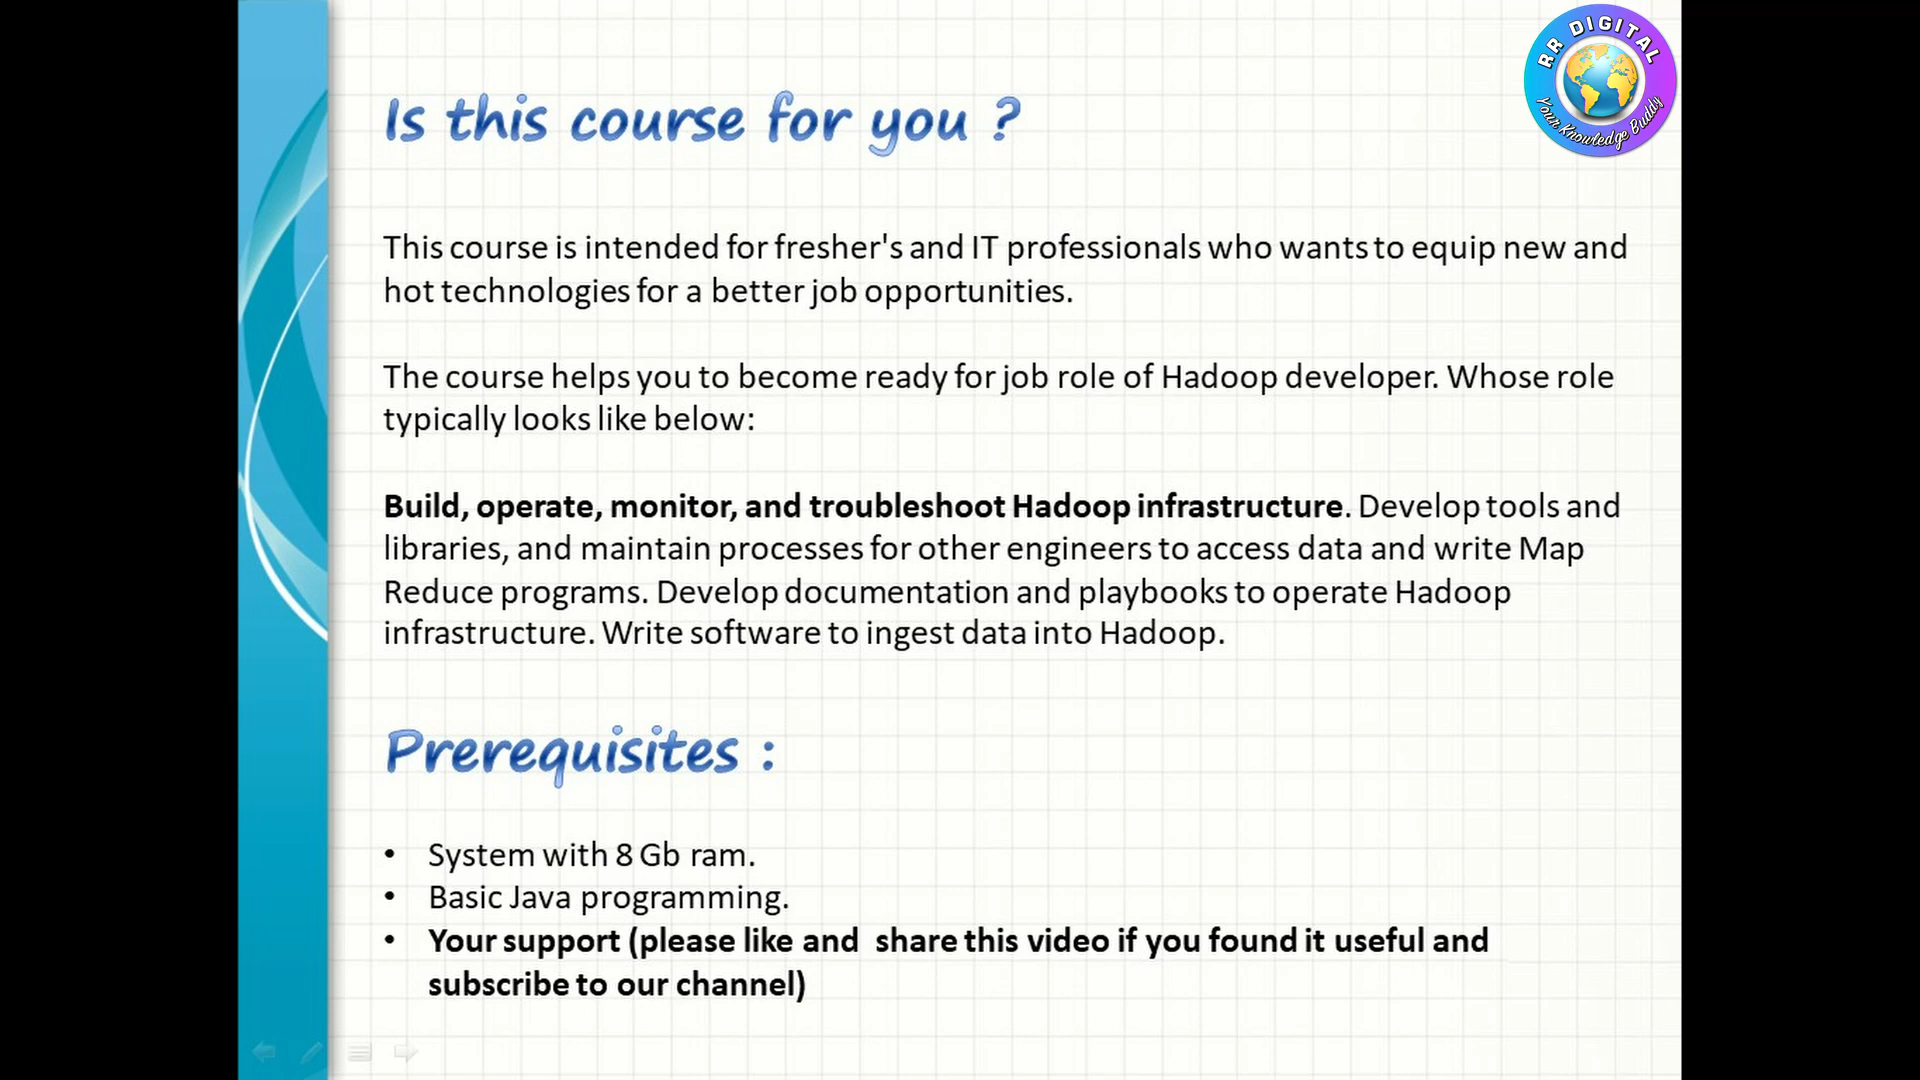 RR DIGITAL
Your Knowledge Buddy
Is this course for you ?
This course is intended for fresher's and IT professionals who wants to equip new and
hot technologies for a better job opportunities.
The course helps you to become ready for job role of Hadoop developer. Whose role
typically looks like below:
Build, operate, monitor, and troubleshoot Hadoop infrastructure. Develop tools and
libraries, and maintain processes for other engineers to access data and write Map
Reduce programs. Develop documentation and playbooks to operate Hadoop
infrastructure. Write software to ingest data into Hadoop.
Prerequisites :
• System with 8 Gb ram.
• Basic Java programming.
• Your support (please like and  share this video if you found it useful and
subscribe to our channel)